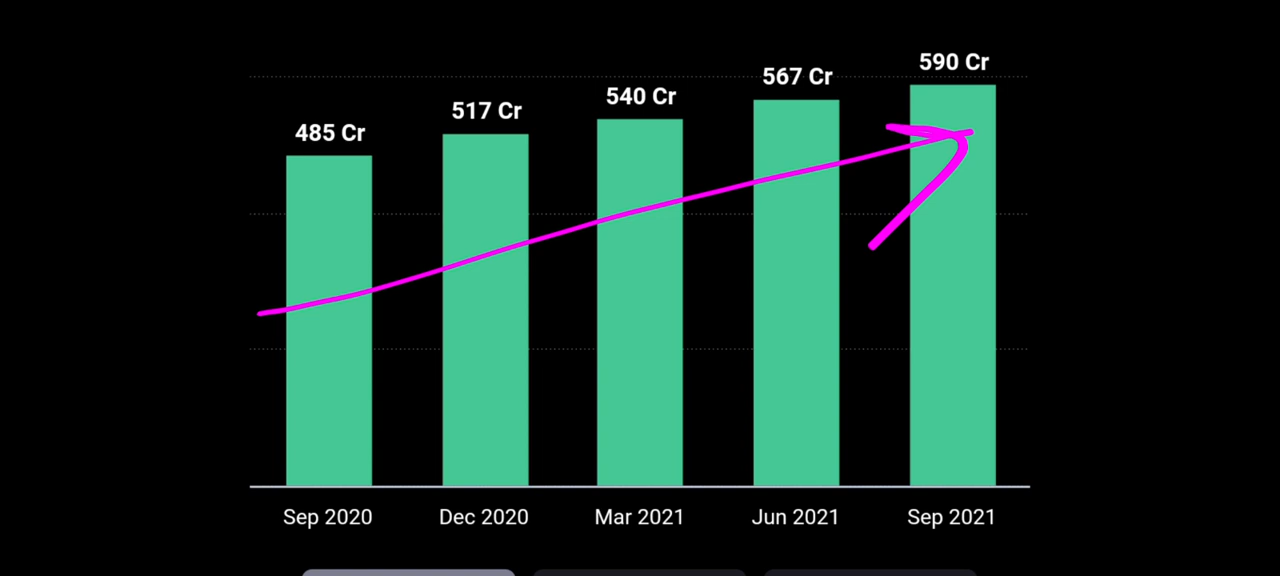 485 Cr
517 Cr
540 Cr
567 Cr
590 Cr
Sep 2020
Dec 2020
Mar 2021
Jun 2021
Sep 2021